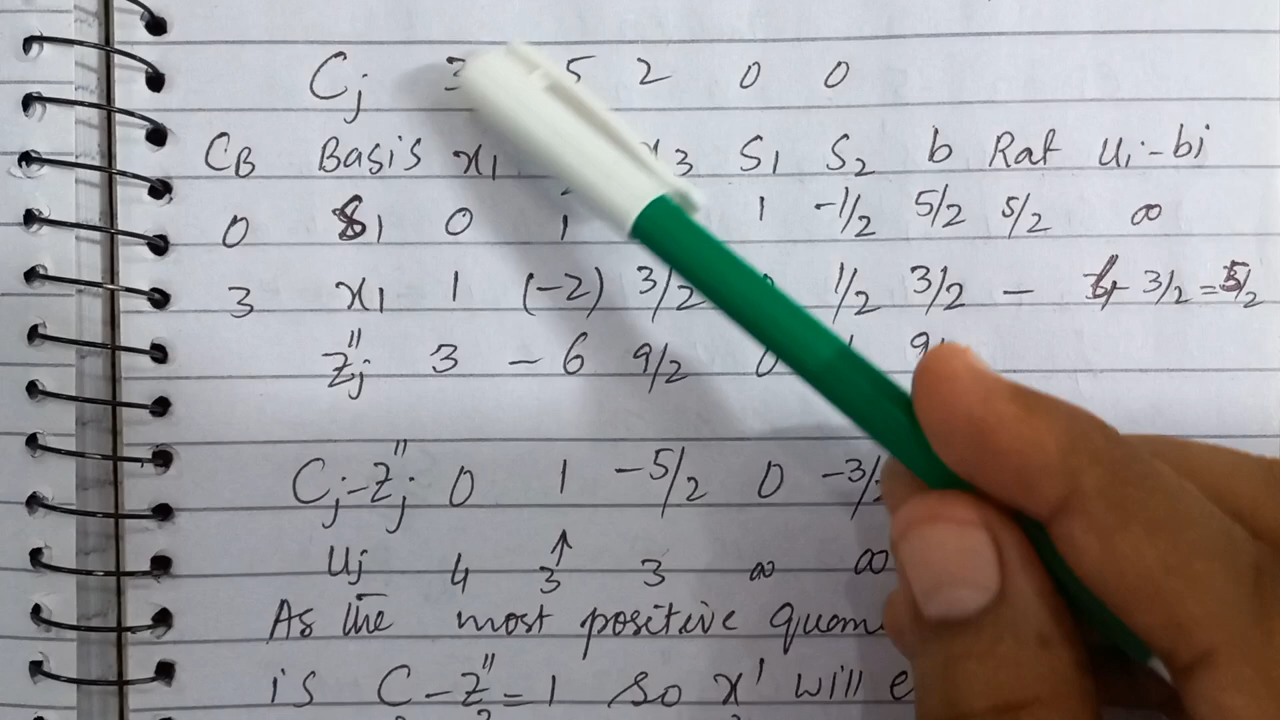 Cj 5 2 0 0
CB Basis x1 x3 S1 S2 b Rat ui-bi
0 S1 0 1 1 -1/2 5/2 5/2 ∞
3 x1 1 (-2) 3/2 1/2 3/2 - 3/2 = 5/2
Zj'' 3 -6 9/2 0
Cj-Zj'' 0 1 -5/2 0 -3/
↑
Uj 4 3 3 ∞ ∞
As the most positive
is C-Z''2=1 So x' will